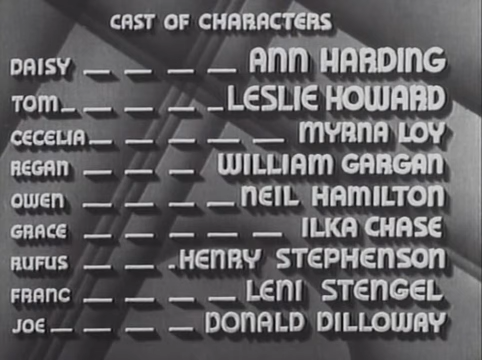 CAST OF CHARACTERS
DAISY — — — — ANN HARDING
TOM — — — — LESLIE HOWARD
CECELIA — — — — — MYRNA LOY
REGAN — — — WILLIAM GARGAN
OWEN — — — — NEIL HAMILTON
GRACE — — — — — ILKA CHASE
RUFUS — — - HENRY STEPHENSON
FRANC — — — — LENI STENGEL
JOE — — — — DONALD DILLOWAY